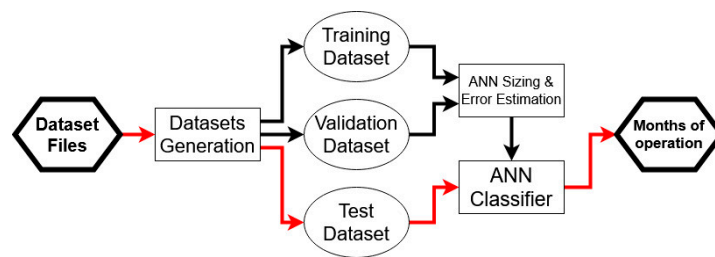 Dataset
Files
Datasets
Generation
Training
Dataset
Validation
Dataset
Test
Dataset
ANN Sizing &
Error Estimation
ANN
Classifier
Months of
operation